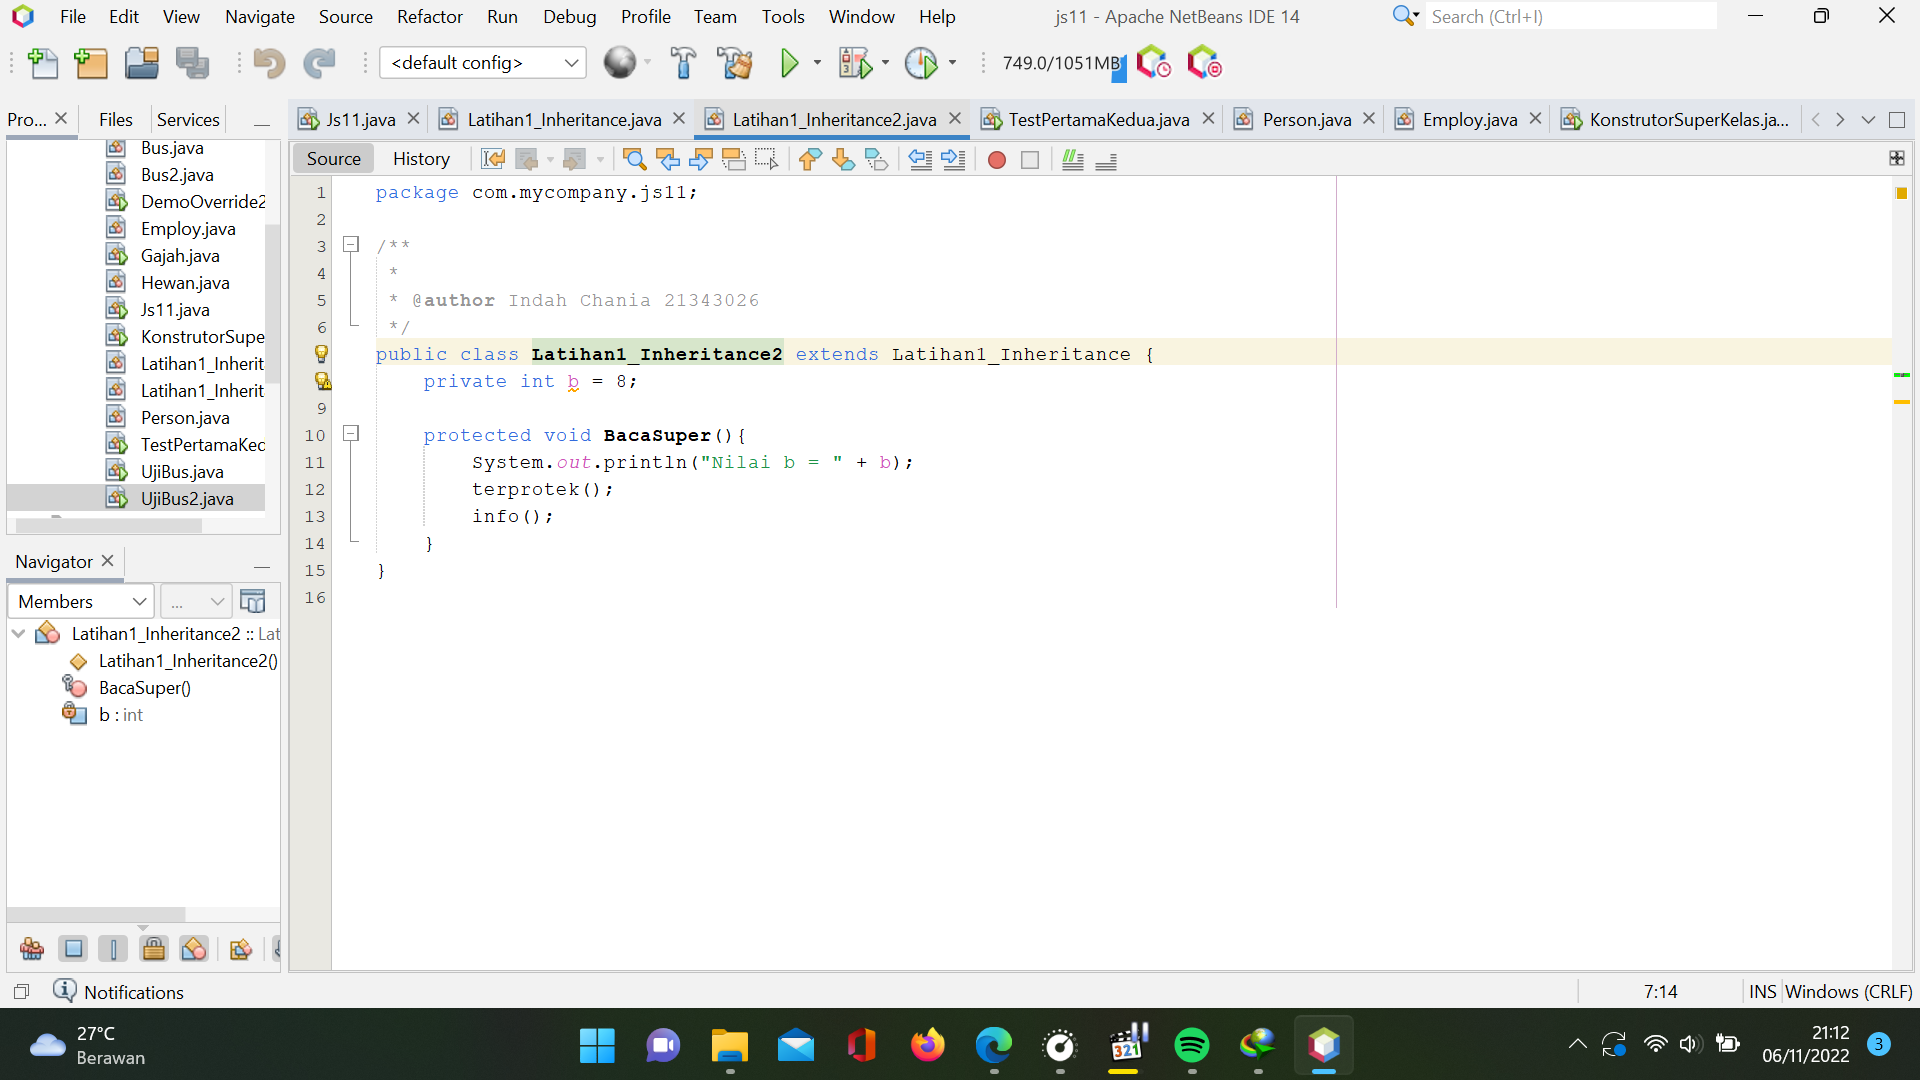 File Edit View Navigate Source Refactor Run Debug Profile Team Tools Window Help
js11 - Apache NetBeans IDE 14
Search (Ctrl+I)
<default config>
749.0/1051MB
Pro... Files Services
Js11.java Latihan1_Inheritance.java Latihan1_Inheritance2.java TestPertamaKedua.java Person.java Employ.java KonstrutorSuperKelas.ja...
Source History
Bus.java
Bus2.java
DemoOverride2
Employ.java
Gajah.java
Hewan.java
Js11.java
KonstrutorSupe
Latihan1_Inherit
Latihan1_Inherit
Person.java
TestPertamaKed
UjiBus.java
UjiBus2.java
1 package com.mycompany.js11;
2
3 /**
4 *
5 * @author Indah Chania 21343026
6 */
public class Latihan1_Inheritance2 extends Latihan1_Inheritance {
private int b = 8;
9
10 protected void BacaSuper(){
11 System.out.println("Nilai b = " + b);
12 terprotek();
13 info();
14 }
15 }
16
Navigator
Members ...
Latihan1_Inheritance2 :: Lat
Latihan1_Inheritance2()
BacaSuper()
b : int
Notifications
7:14 INS Windows (CRLF)
27°C
Berawan
321
21:12
06/11/2022
3